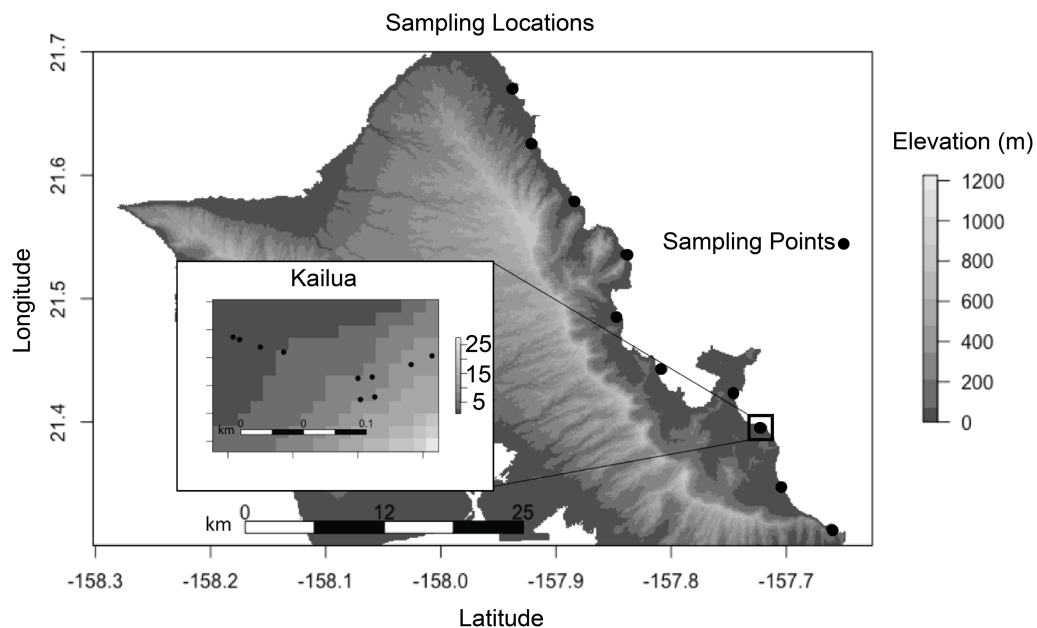 Sampling Locations
21.7
21.6
21.5
21.4
Longitude
Elevation (m)
1200
1000
800
600
400
200
0
Sampling Points
Kailua
25
15
5
km 0 0 0.1
km 0 12 25
-158.3 -158.2 -158.1 -158.0 -157.9 -157.8 -157.7
Latitude